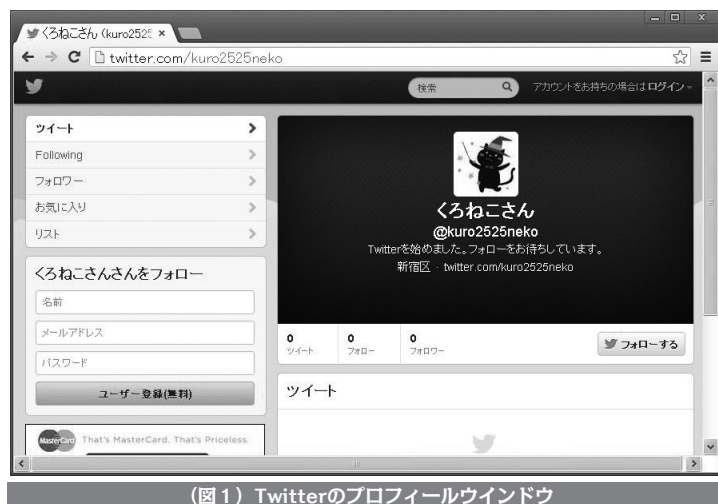 くろねこさん (kuro2525
twitter.com/kuro2525neko
検索
アカウントをお持ちの場合は ログイン
ツイート
Following
フォロワー
お気に入り
リスト
くろねこさんさんをフォロー
名前
メールアドレス
パスワード
ユーザー登録(無料)
MasterCard That's MasterCard. That's Priceless.
くろねこさん
@kuro2525neko
Twitterを始めました。フォローをお待ちしています。
新宿区 · twitter.com/kuro2525neko
0 0 0
ツイート フォロー フォロワー
フォローする
ツイート
(図1) Twitterのプロフィールウインドウ